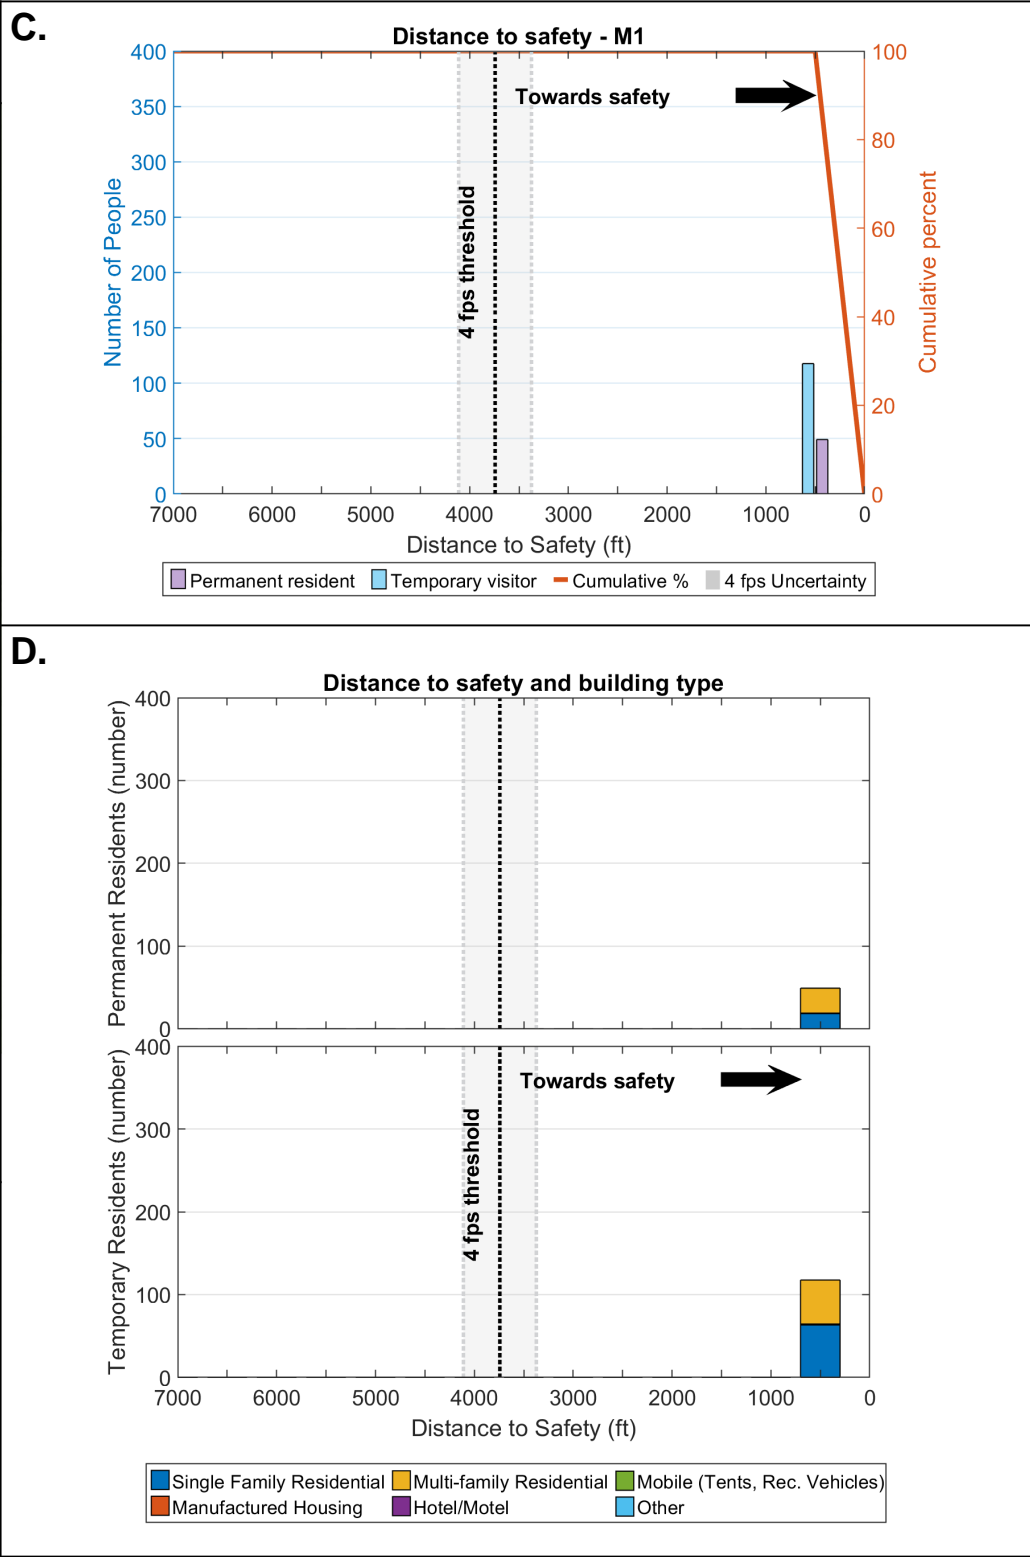 C.
Distance to safety - M1
400
350
300
250
200
150
100
50
0
Number of People
100
80
60
40
20
0
Cumulative percent
Towards safety
4 fps threshold
7000 6000 5000 4000 3000 2000 1000 0
Distance to Safety (ft)
Permanent resident Temporary visitor Cumulative % 4 fps Uncertainty
D.
Distance to safety and building type
400
300
200
100
0
Permanent Residents (number)
400
300
200
100
0
Temporary Residents (number)
Towards safety
4 fps threshold
7000 6000 5000 4000 3000 2000 1000 0
Distance to Safety (ft)
Single Family Residential Multi-family Residential Mobile (Tents, Rec. Vehicles)
Manufactured Housing Hotel/Motel Other